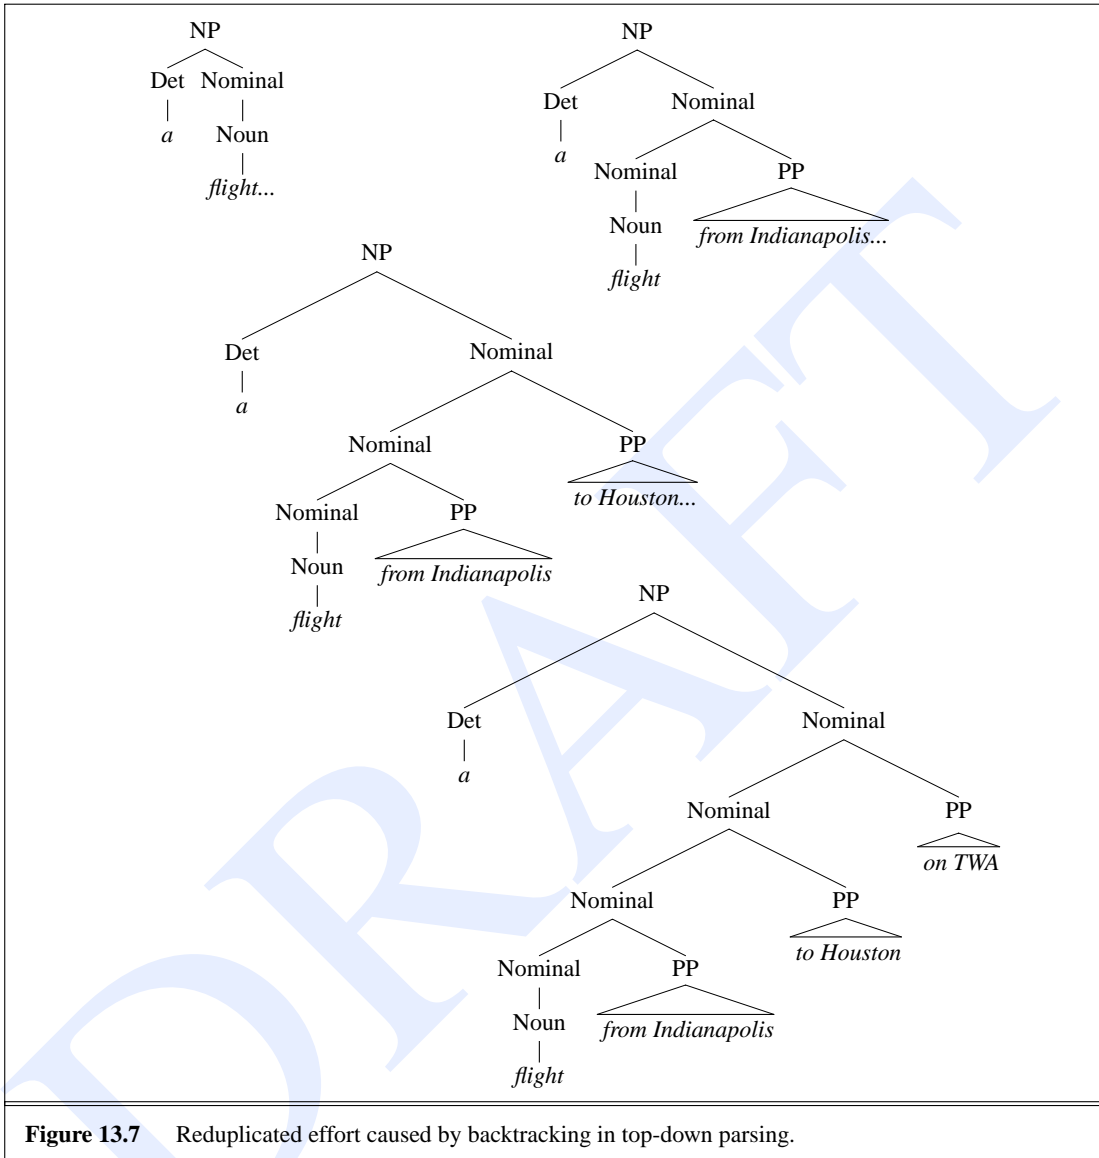 NP
Det Nominal
a Noun
flight...
NP
Det Nominal
a
Nominal PP
Noun from Indianapolis...
flight
NP
Det Nominal
a
Nominal PP
to Houston...
Nominal PP
Noun from Indianapolis
flight
NP
Det Nominal
a
Nominal PP
on TWA
Nominal PP
to Houston
Nominal PP
Noun from Indianapolis
flight
DRAFT
Figure 13.7 Reduplicated effort caused by backtracking in top-down parsing.